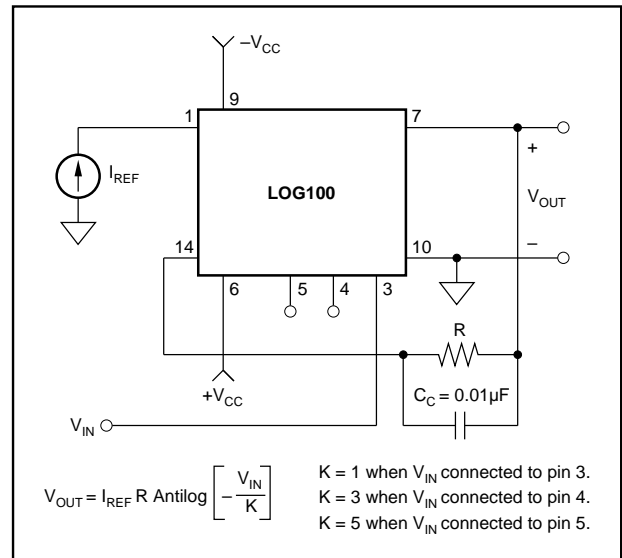 –VCC
9
1
7
IREF
LOG100
+
VOUT
–
14
10
6
5
4
3
R
+VCC
CC = 0.01µF
VIN
VOUT = IREF R Antilog [– VIN / K]
K = 1 when VIN connected to pin 3.
K = 3 when VIN connected to pin 4.
K = 5 when VIN connected to pin 5.